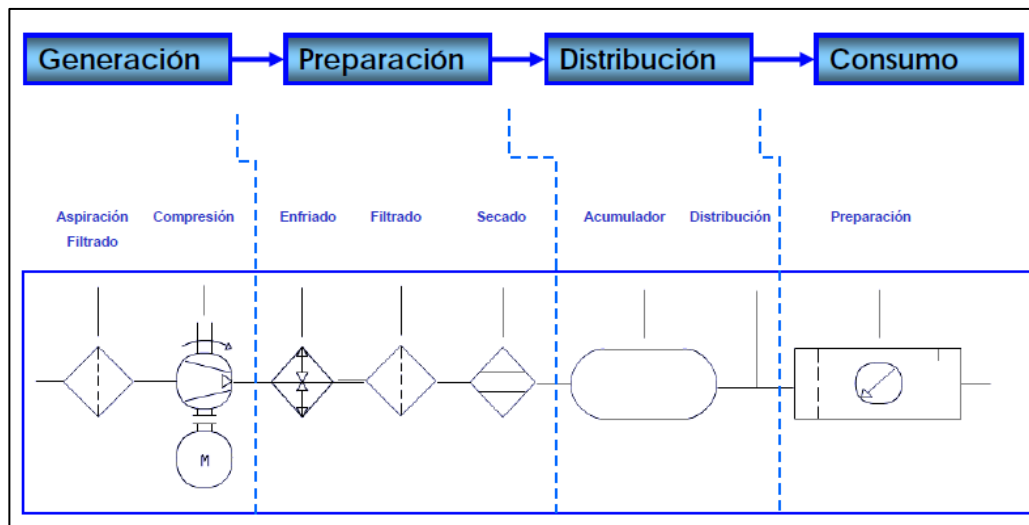 Generación
Preparación
Distribución
Consumo
Aspiración
Filtrado
Compresión
Enfriado
Filtrado
Secado
Acumulador
Distribución
Preparación
M